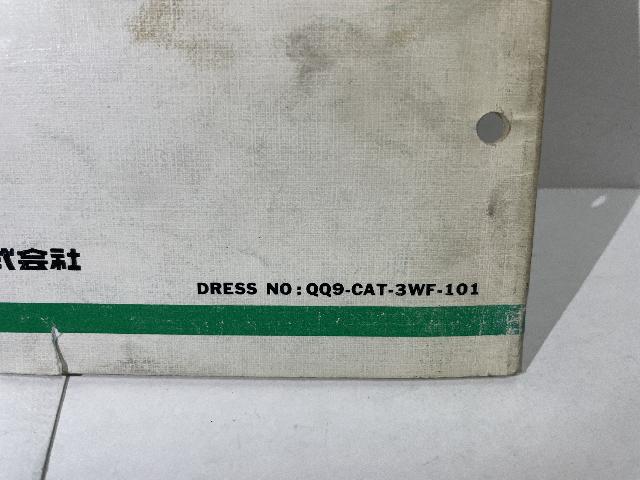 式会社
DRESS NO: QQ9-CAT-3WF-101